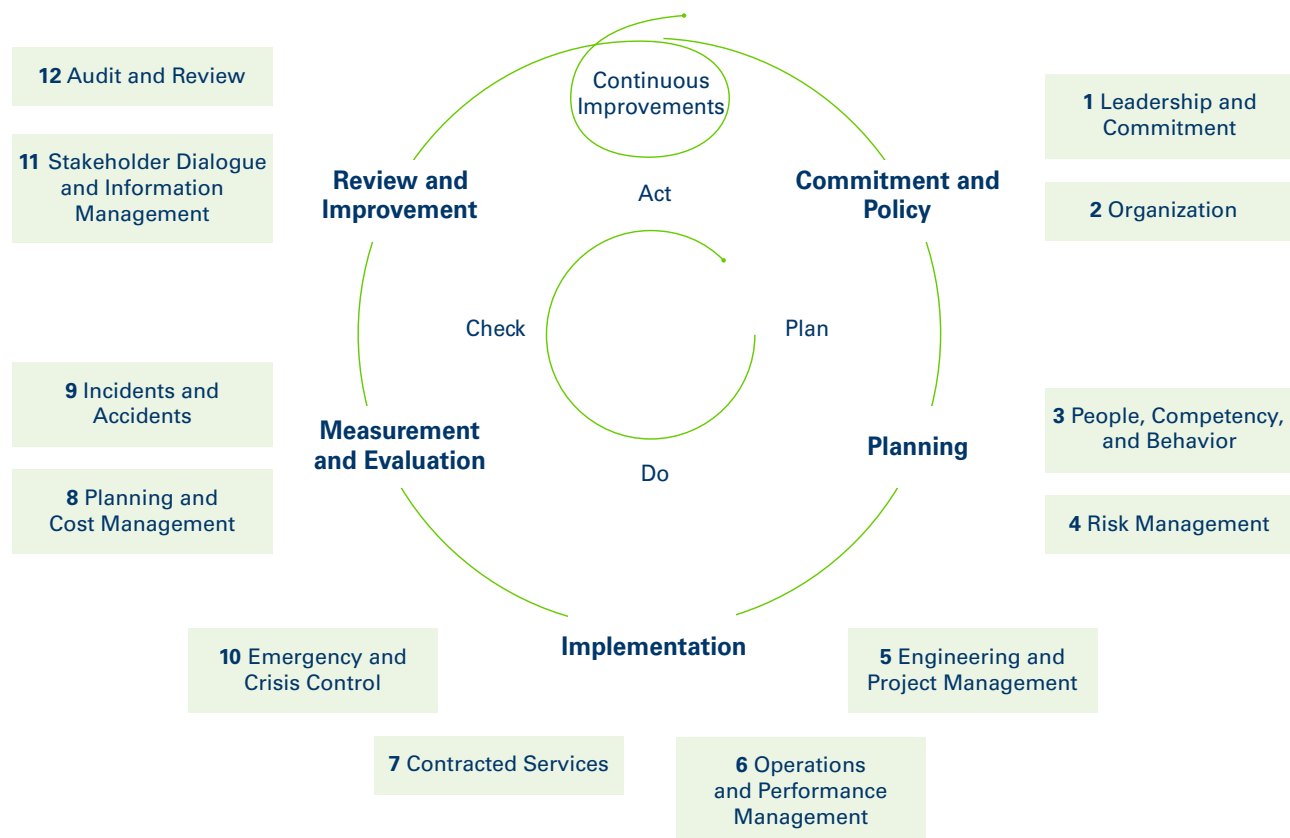 12 Audit and Review
11 Stakeholder Dialogue
and Information
Management
9 Incidents and
Accidents
8 Planning and
Cost Management
10 Emergency and
Crisis Control
7 Contracted Services
6 Operations
and Performance
Management
5 Engineering and
Project Management
4 Risk Management
3 People, Competency,
and Behavior
2 Organization
1 Leadership and
Commitment
Continuous
Improvements
Review and
Improvement
Commitment and
Policy
Act
Check
Plan
Do
Measurement
and Evaluation
Planning
Implementation